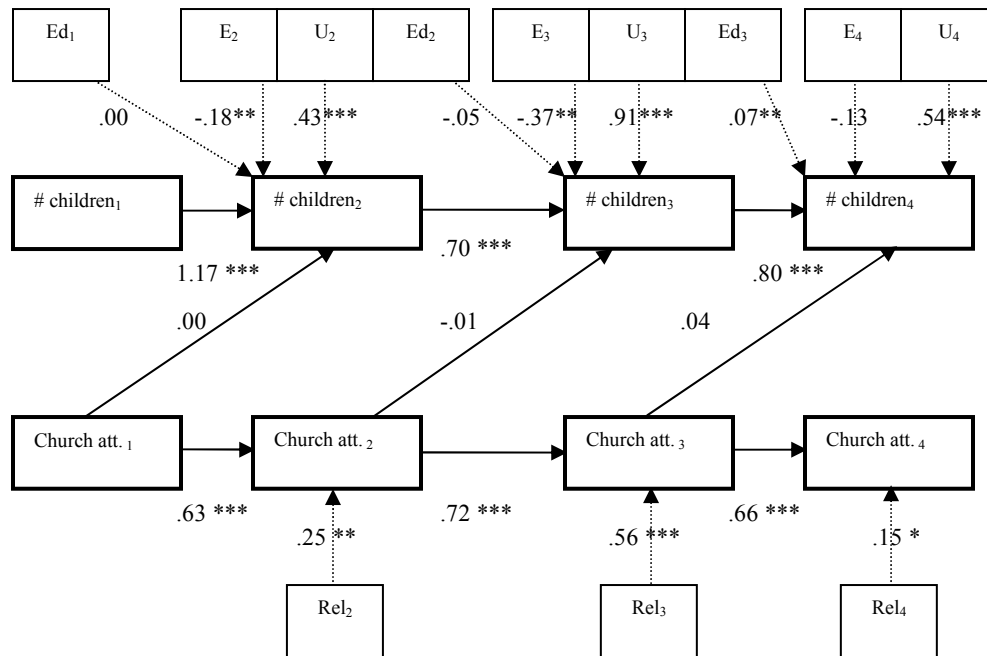 Ed₁ E₂ U₂ Ed₂ E₃ U₃ Ed₃ E₄ U₄
.00 -.18** .43*** -.05 -.37** .91*** .07** -.13 .54***
# children₁ # children₂ # children₃ # children₄
1.17 *** .70 *** .80 ***
.00 -.01 .04
Church att. ₁ Church att. ₂ Church att. ₃ Church att. ₄
.63 *** .72 *** .66 ***
.25 ** .56 *** .15 *
Rel₂ Rel₃ Rel₄